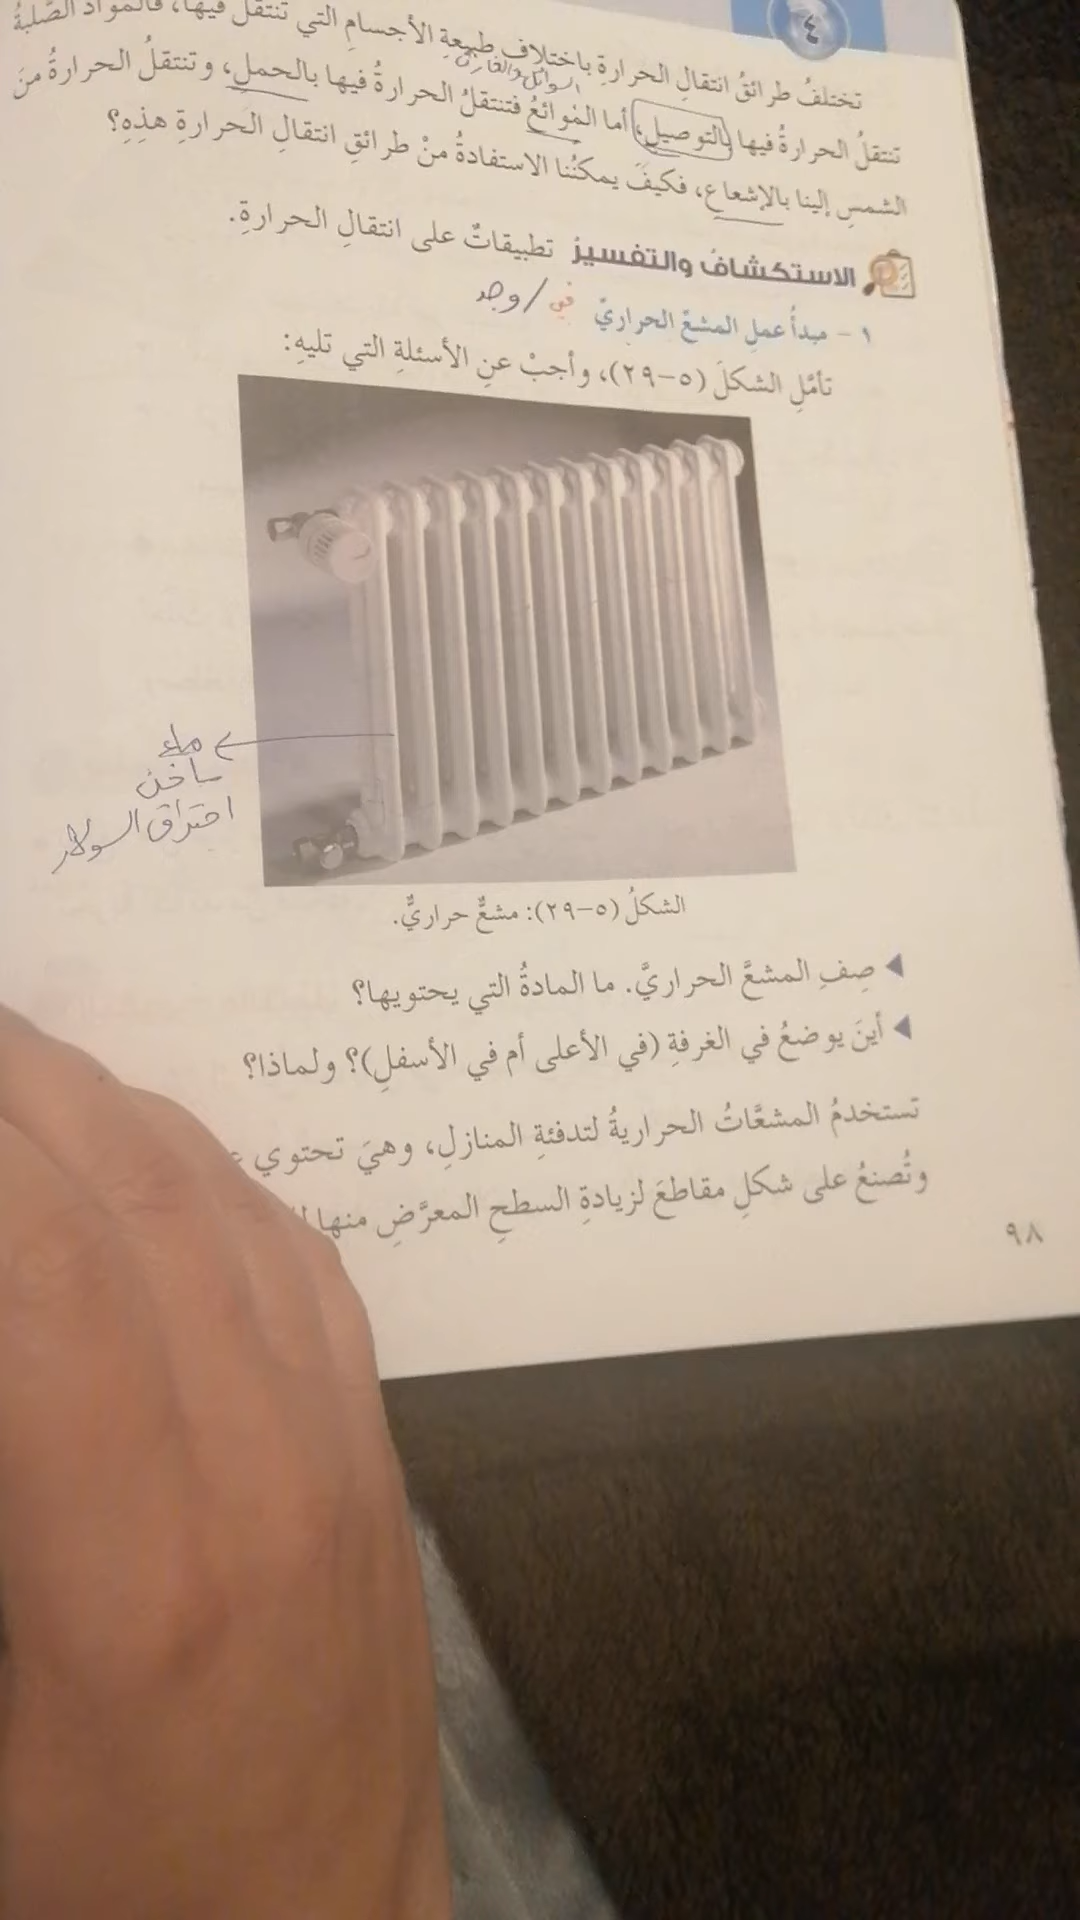 ٤
تختلفُ طرائقُ انتقالِ الحرارةِ باختلافِ طبيعةِ الأجسامِ التي تنتقلُ فيها، فالموادُ الصُّلبةُ
السوائل والغازات
تنتقلُ الحرارةُ فيها بالتوصيلِ، أما الموائعُ فتنتقلُ الحرارةُ فيها بالحملِ، وتنتقلُ الحرارةُ منَ
الشمسِ إلينا بالإشعاعِ، فكيفَ يمكنُنا الاستفادةُ منْ طرائقِ انتقالِ الحرارةِ هذِهِ؟
الاستكشافُ والتفسيرُ تطبيقاتٌ على انتقالِ الحرارةِ.
١ - مبدأُ عملِ المشعِّ الحراريِّ
تأمّلِ الشكلَ (٥-٢٩)، وأجبْ عنِ الأسئلةِ التي تليهِ:
ماء
ساخن
احتراق السولار
الشكلُ (٥-٢٩): مشعٌّ حراريٌّ.
◀ صِفِ المشعَّ الحراريَّ. ما المادةُ التي يحتويها؟
◀ أينَ يوضعُ في الغرفةِ (في الأعلى أم في الأسفلِ)؟ ولماذا؟
تستخدمُ المشعَّاتُ الحراريةُ لتدفئةِ المنازلِ، وهيَ تحتوي
وتُصنعُ على شكلِ مقاطعَ لزيادةِ السطحِ المعرَّضِ منها
٩٨